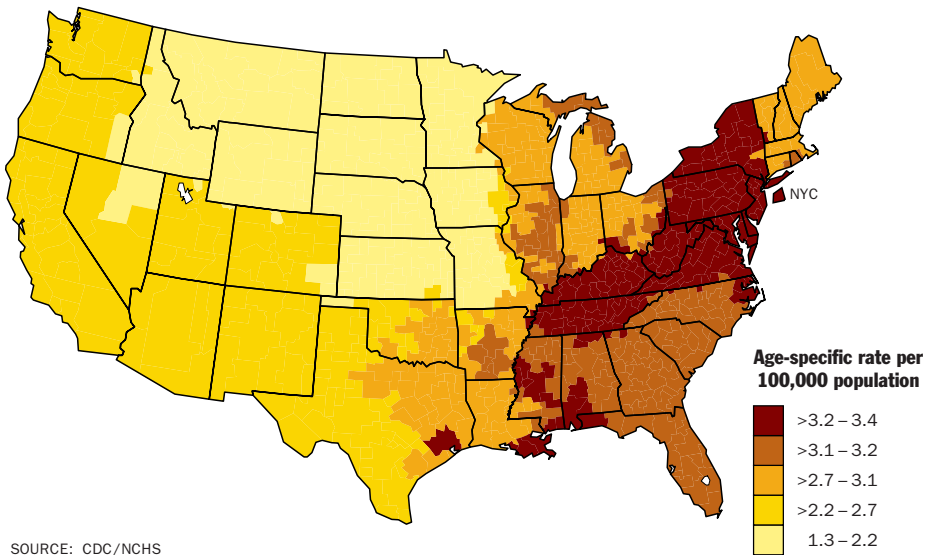 NYC
Age-specific rate per
100,000 population
>3.2 – 3.4
>3.1 – 3.2
>2.7 – 3.1
>2.2 – 2.7
1.3 – 2.2
SOURCE: CDC/NCHS